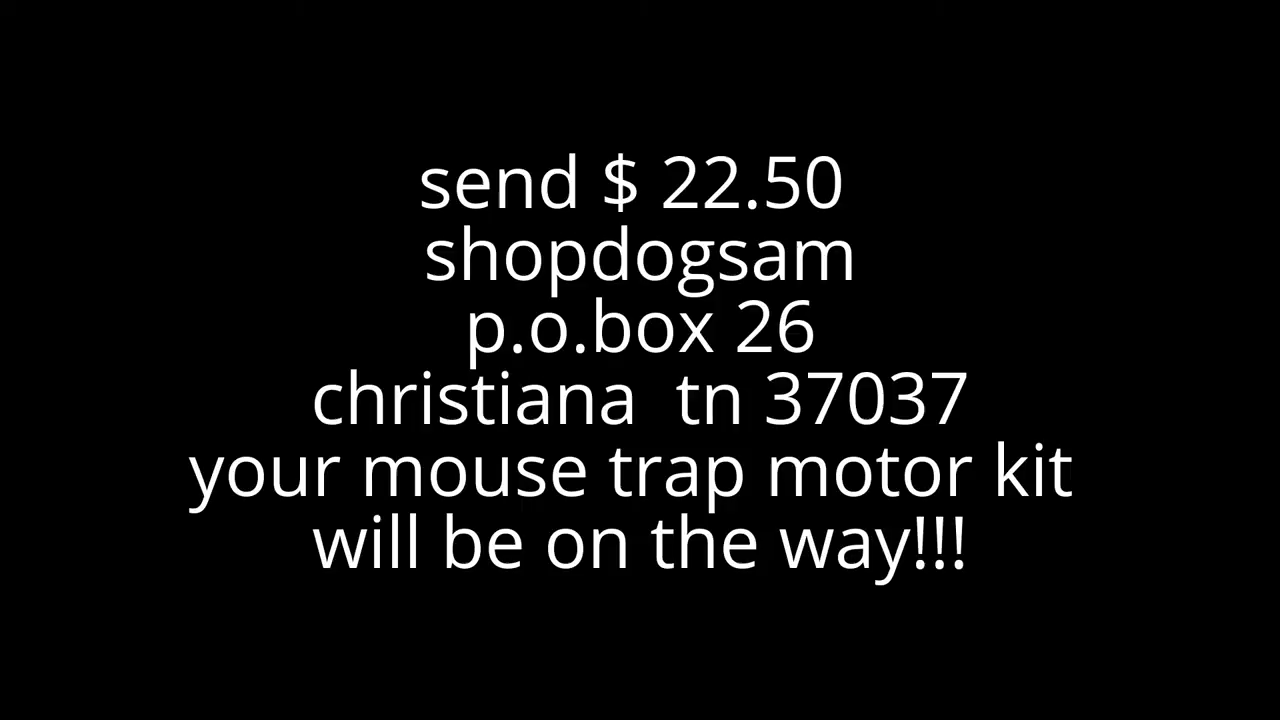 send $ 22.50
shopdogsam
p.o.box 26
christiana  tn 37037
your mouse trap motor kit
will be on the way!!!